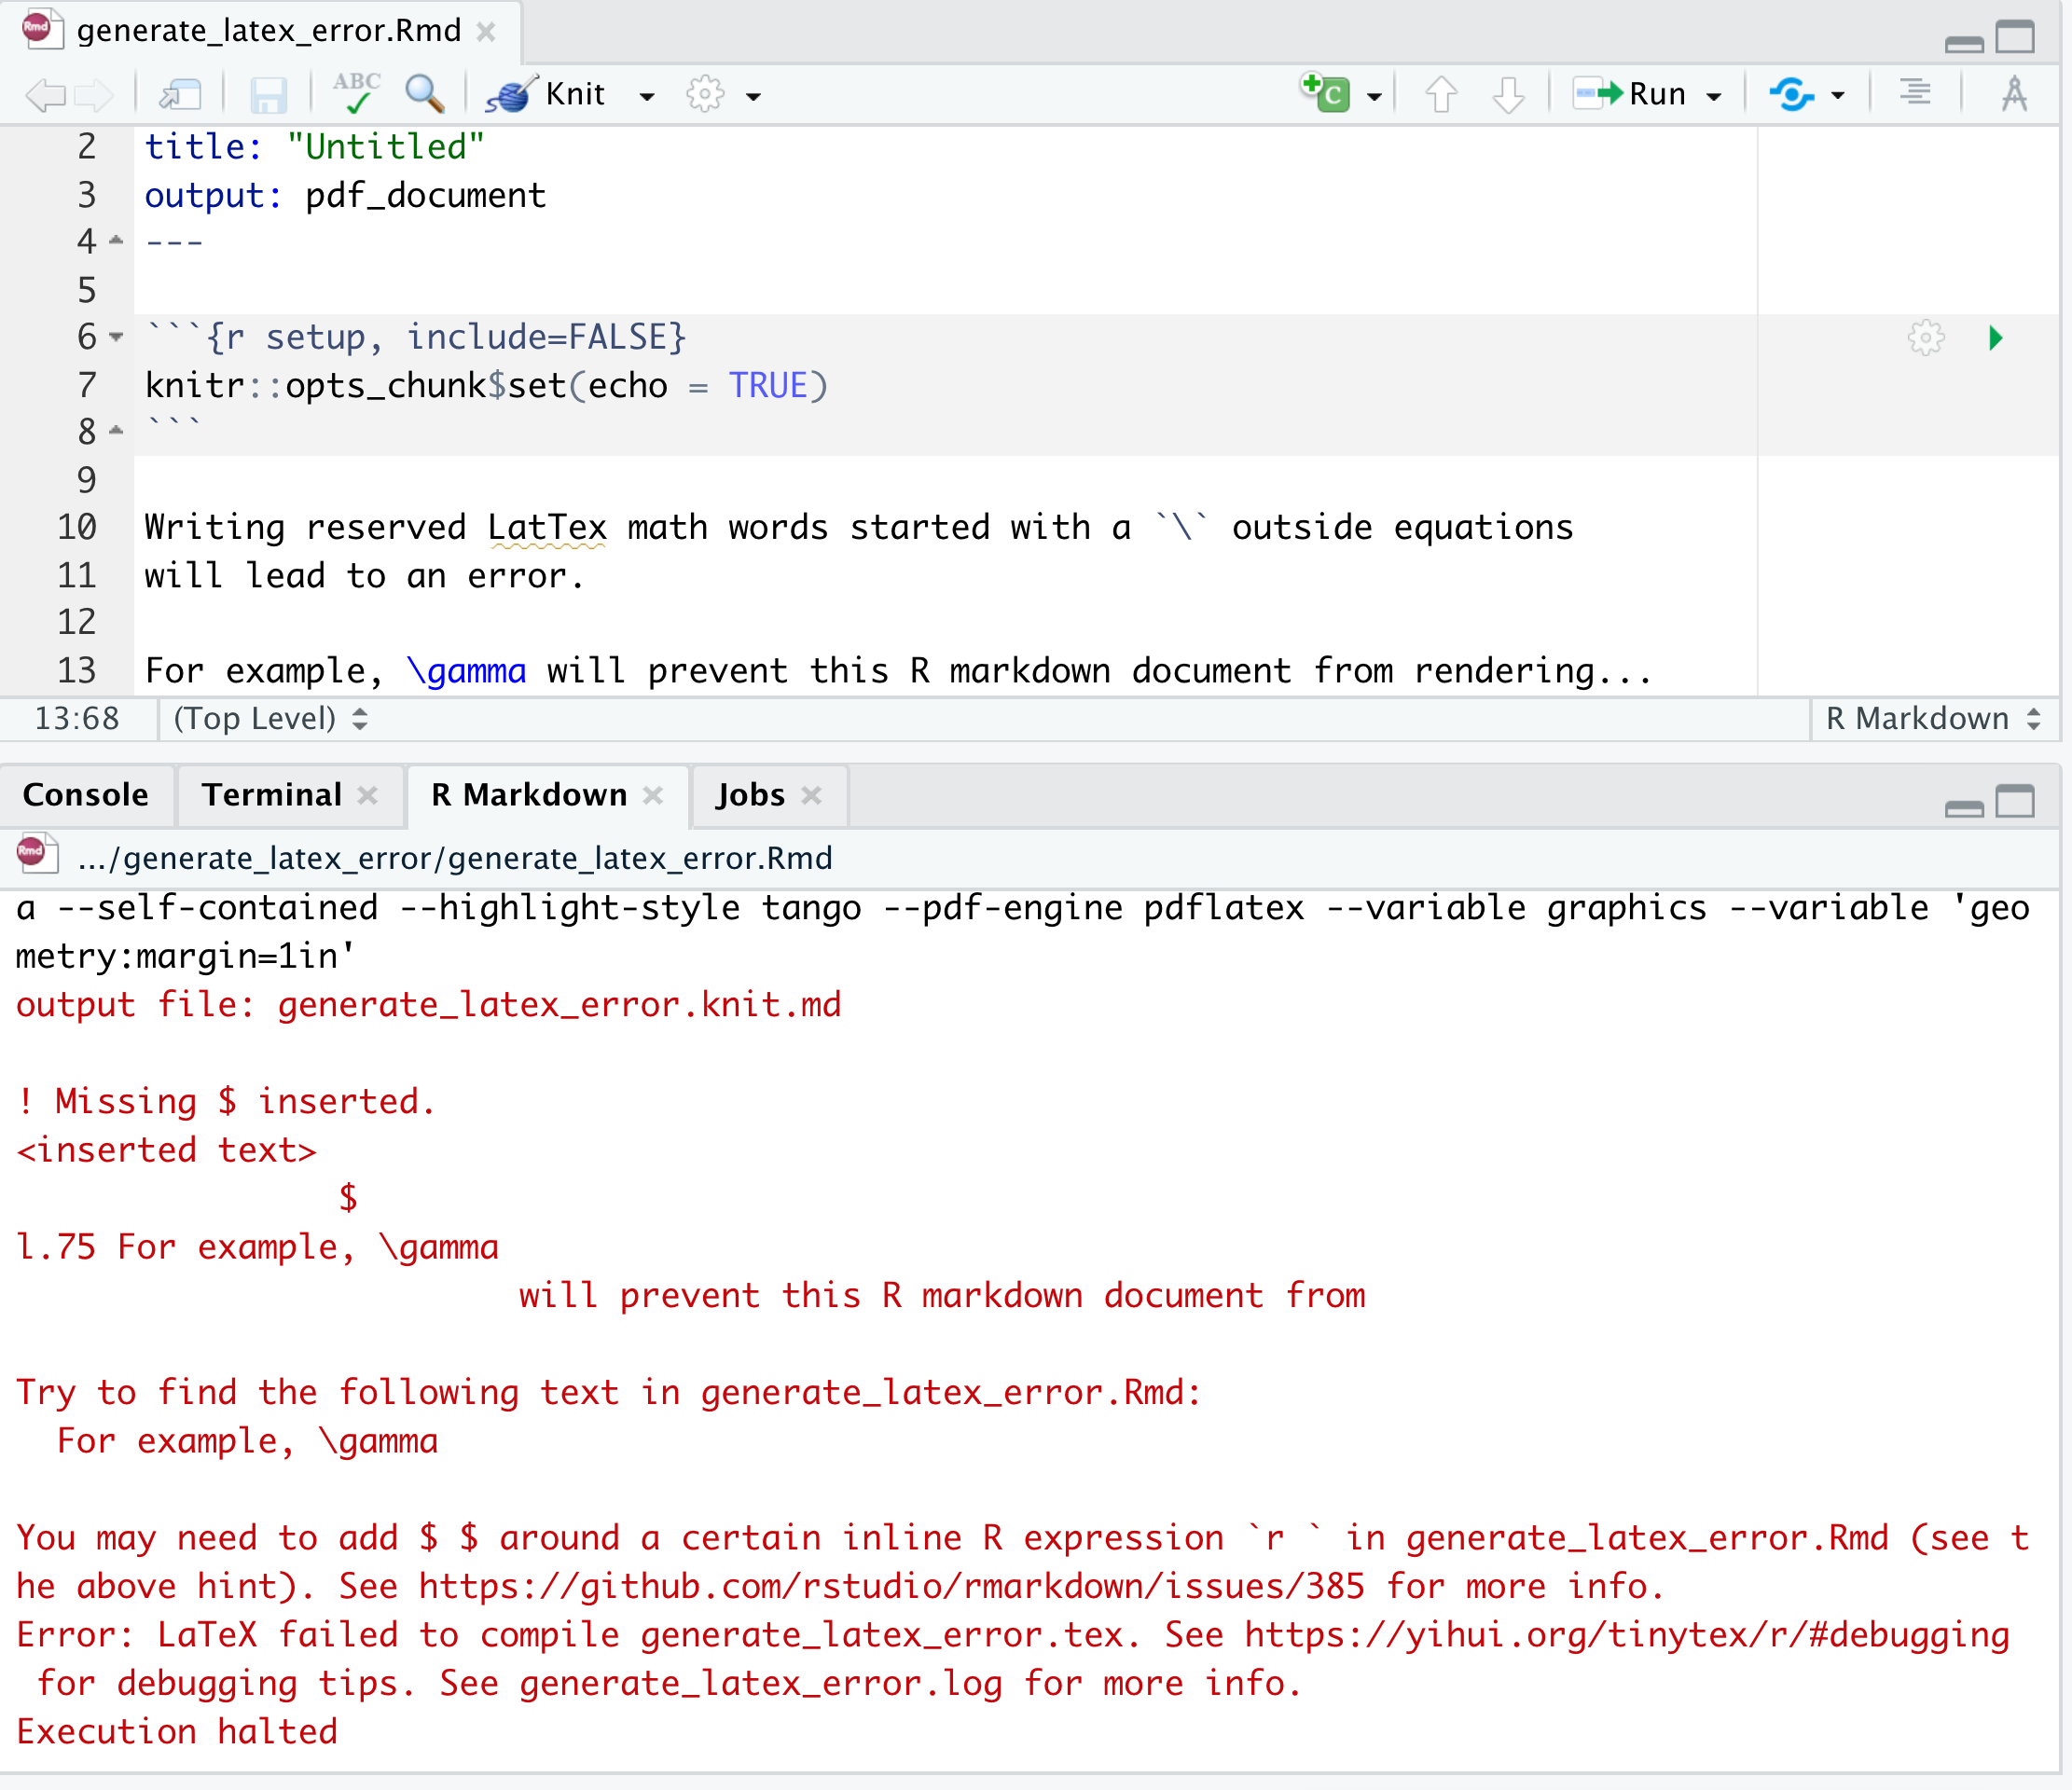 generate_latex_error.Rmd
ABC Knit Run
2 title: "Untitled"
3 output: pdf_document
4 ---
5
6 ```{r setup, include=FALSE}
7 knitr::opts_chunk$set(echo = TRUE)
8 ```
9
10 Writing reserved LatTex math words started with a `\` outside equations
11 will lead to an error.
12
13 For example, \gamma will prevent this R markdown document from rendering...
13:68 (Top Level) R Markdown
Console Terminal R Markdown Jobs
Rmd .../generate_latex_error/generate_latex_error.Rmd
a --self-contained --highlight-style tango --pdf-engine pdflatex --variable graphics --variable 'geo
metry:margin=1in'
output file: generate_latex_error.knit.md
! Missing $ inserted.
<inserted text>
$
l.75 For example, \gamma
will prevent this R markdown document from
Try to find the following text in generate_latex_error.Rmd:
For example, \gamma
You may need to add $ $ around a certain inline R expression `r ` in generate_latex_error.Rmd (see t
he above hint). See https://github.com/rstudio/rmarkdown/issues/385 for more info.
Error: LaTeX failed to compile generate_latex_error.tex. See https://yihui.org/tinytex/r/#debugging
for debugging tips. See generate_latex_error.log for more info.
Execution halted